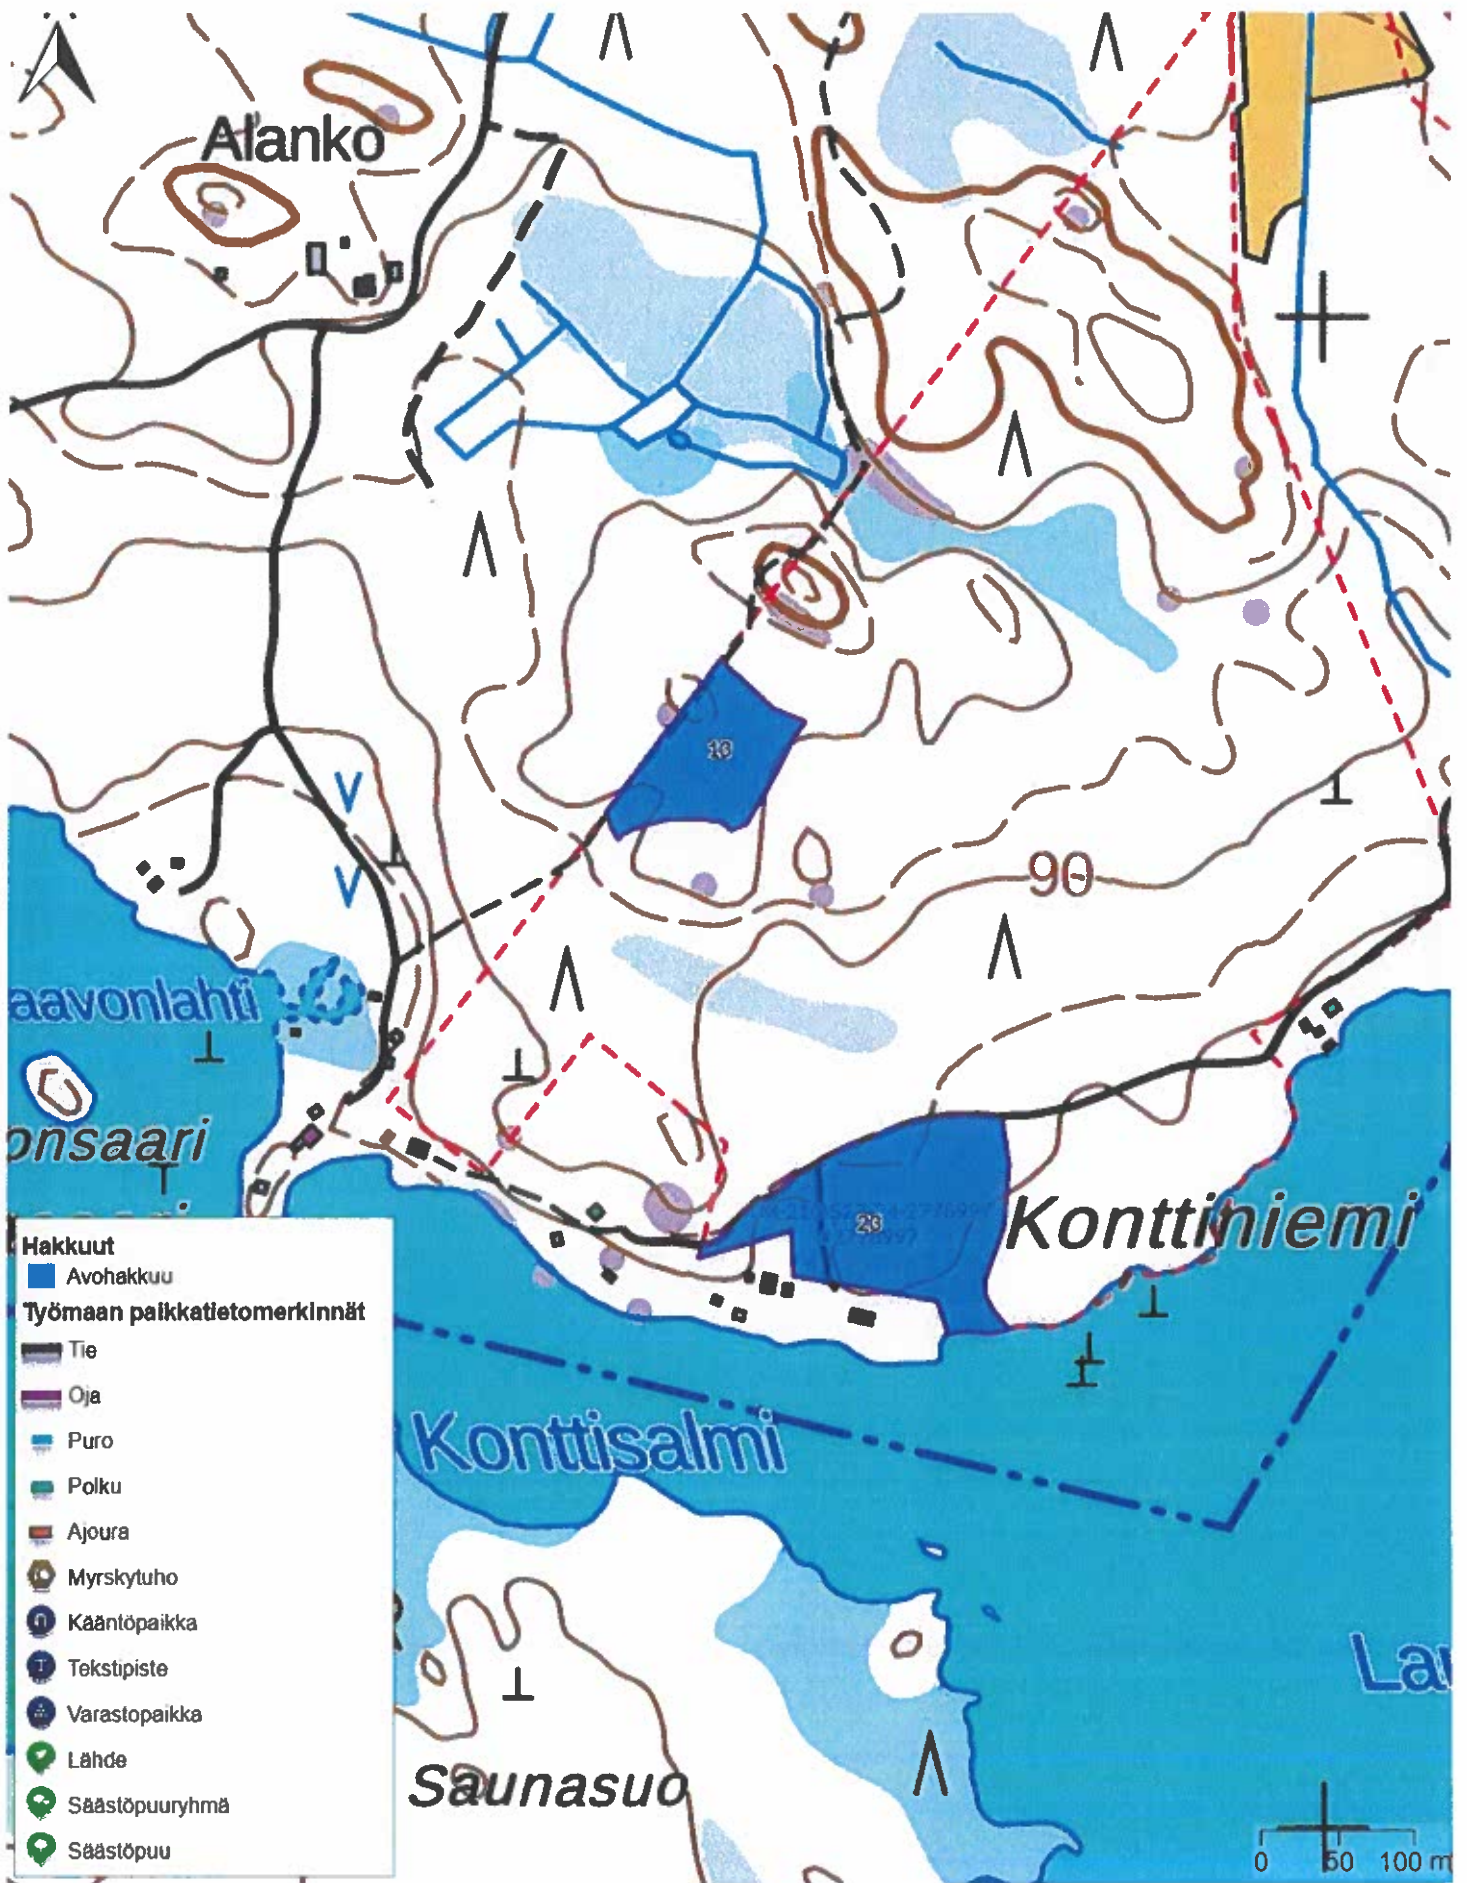 Alanko
13
90
aavonlahti
onsaari
23
Konttiniemi
Hakkuut
Avohakkuu
Työmaan paikkatietomerkinnät
Tie
Oja
Puro
Polku
Ajoura
Myrskytuho
Kääntöpaikka
Tekstipiste
Varastopaikka
Lähde
Säästöpuuryhmä
Säästöpuu
Konttisalmi
Saunasuo
0 50 100 m